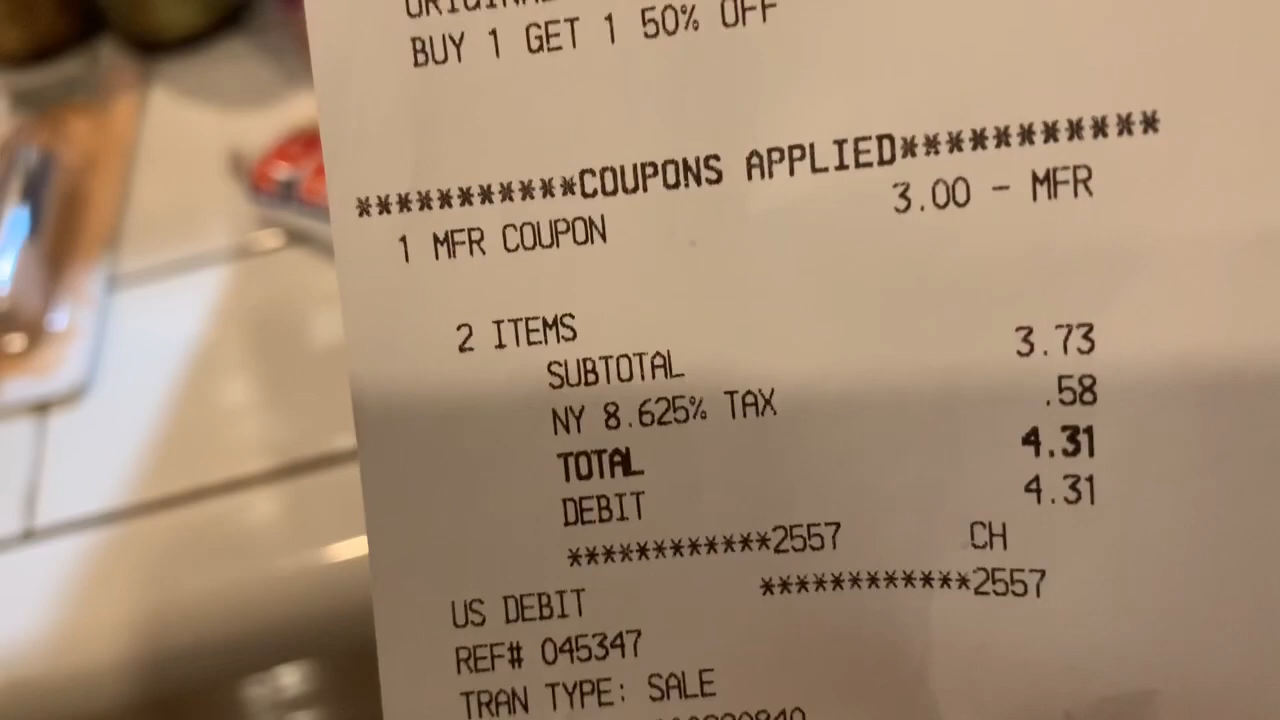 ORIGINAL
BUY 1 GET 1 50% OFF
***********COUPONS APPLIED*************
1 MFR COUPON 3.00 - MFR
2 ITEMS
SUBTOTAL 3.73
NY 8.625% TAX .58
TOTAL 4.31
DEBIT 4.31
************2557 CH
US DEBIT ************2557
REF# 045347
TRAN TYPE: SALE